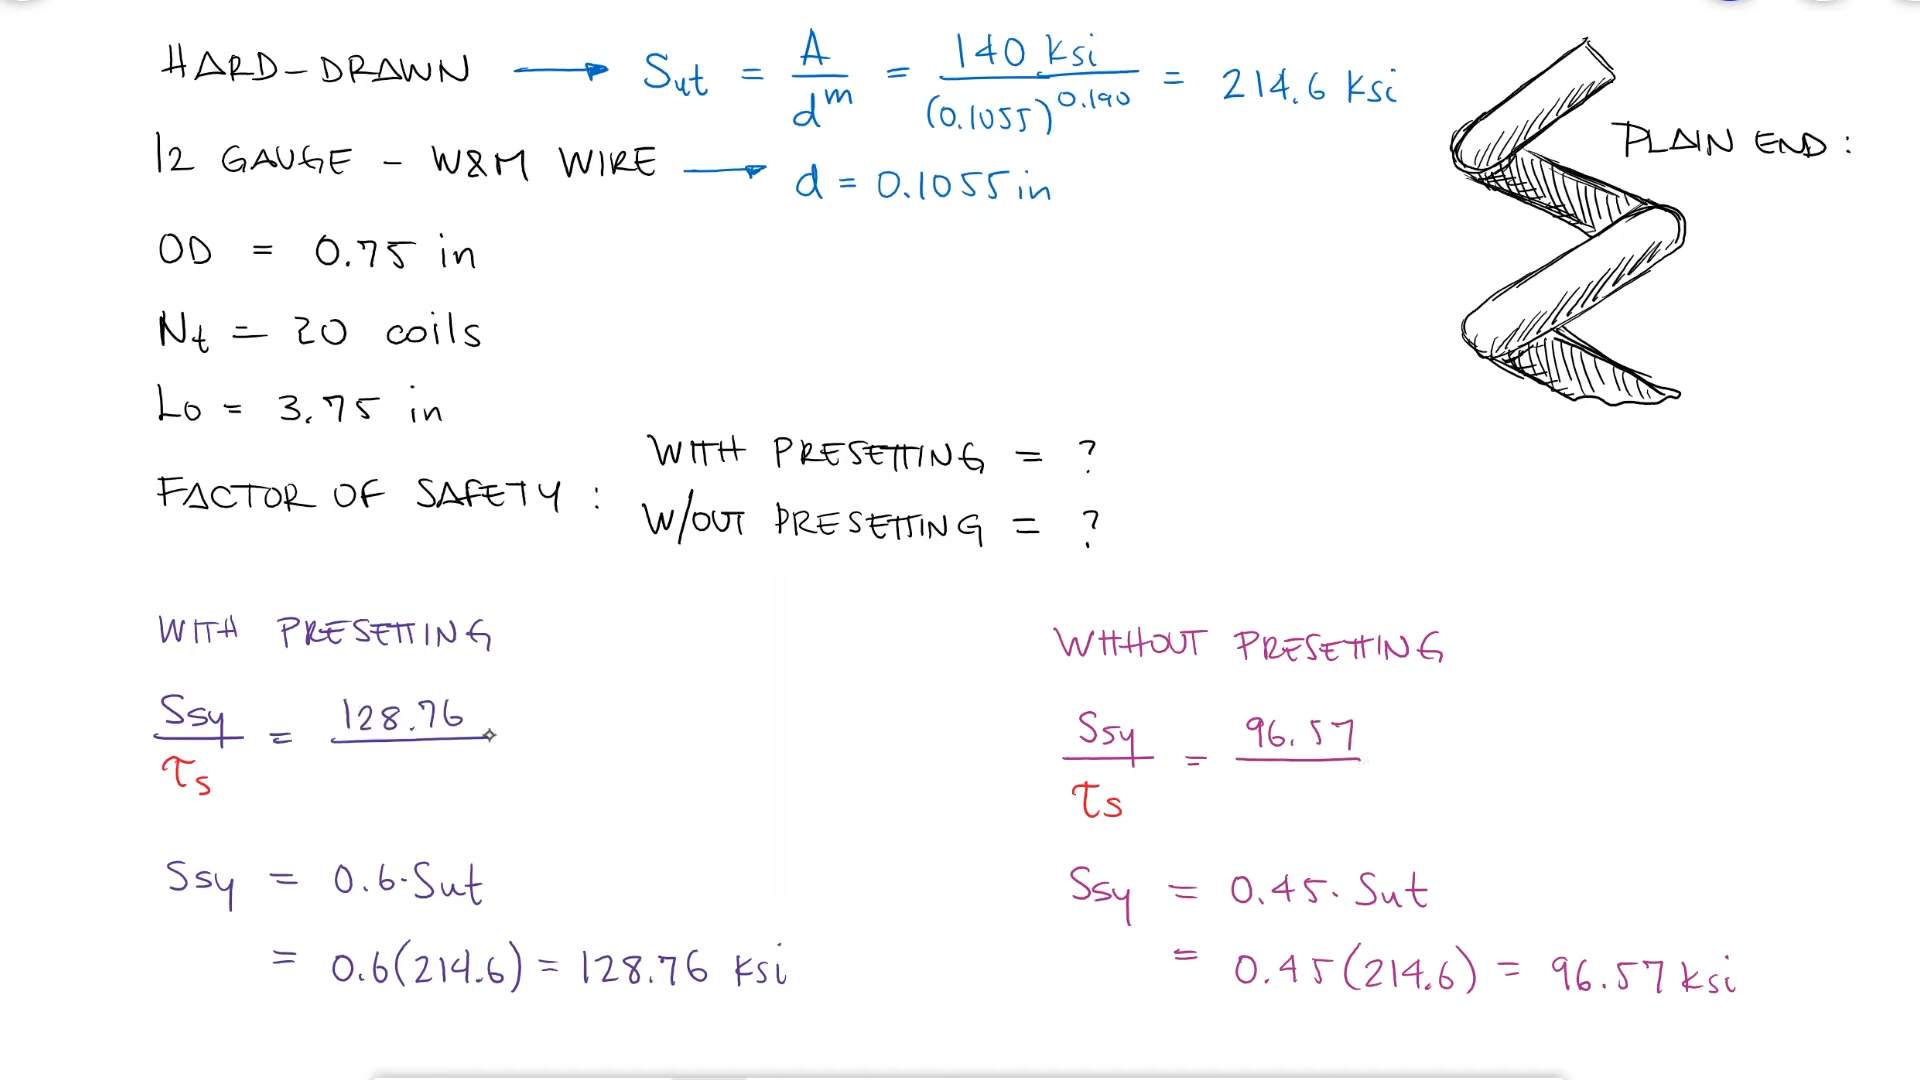 HARD-DRAWN → Sut = A / d^m = 140 ksi / (0.1055)^0.190 = 214.6 ksi
12 GAUGE - W&M WIRE → d = 0.1055 in
PLAIN END :
OD = 0.75 in
Nt = 20 coils
Lo = 3.75 in
FACTOR OF SAFETY :
WITH PRESETTING = ?
W/OUT PRESETTING = ?
WITH PRESETTING
Ssy / τs = 128.76
Ssy = 0.6·Sut
= 0.6(214.6) = 128.76 ksi
WITHOUT PRESETTING
Ssy / τs = 96.57
Ssy = 0.45·Sut
= 0.45(214.6) = 96.57 ksi